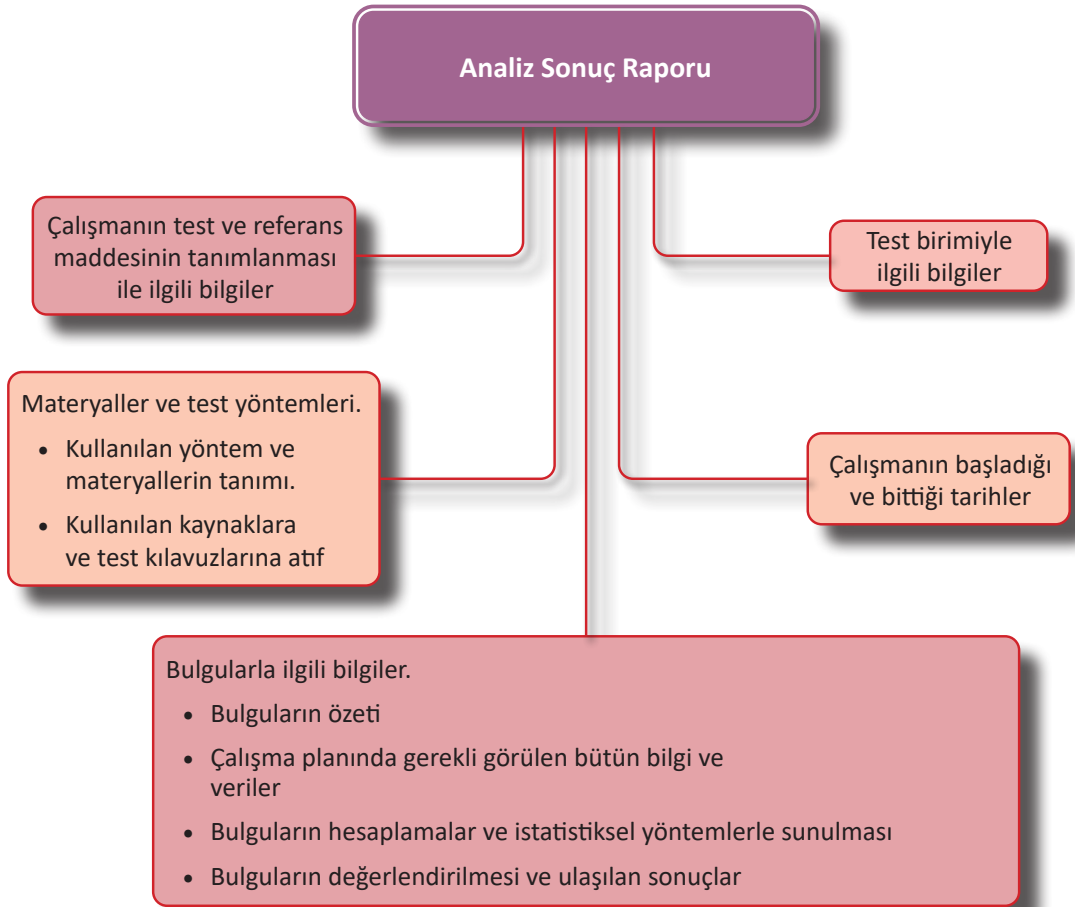 Analiz Sonuç Raporu
Çalışmanın test ve referans
maddesinin tanımlanması
ile ilgili bilgiler
Test birimiyle
ilgili bilgiler
Materyaller ve test yöntemleri.
• Kullanılan yöntem ve
materyallerin tanımı.
• Kullanılan kaynaklara
ve test kılavuzlarına atıf
Çalışmanın başladığı
ve bittiği tarihler
Bulgularla ilgili bilgiler.
• Bulguların özeti
• Çalışma planında gerekli görülen bütün bilgi ve
veriler
• Bulguların hesaplamalar ve istatistiksel yöntemlerle sunulması
• Bulguların değerlendirilmesi ve ulaşılan sonuçlar